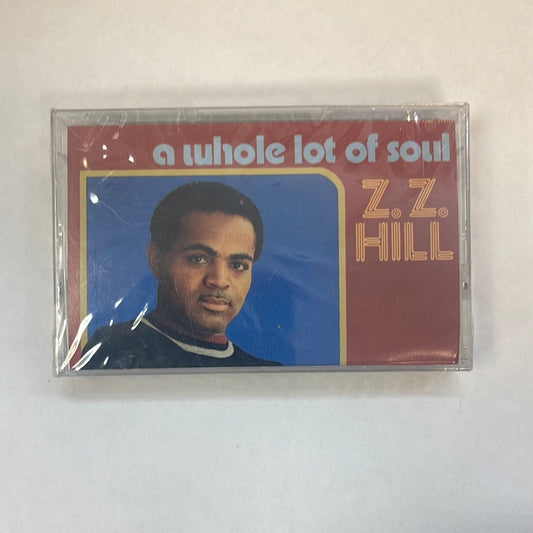 a whole lot of soul
Z. Z.
HILL